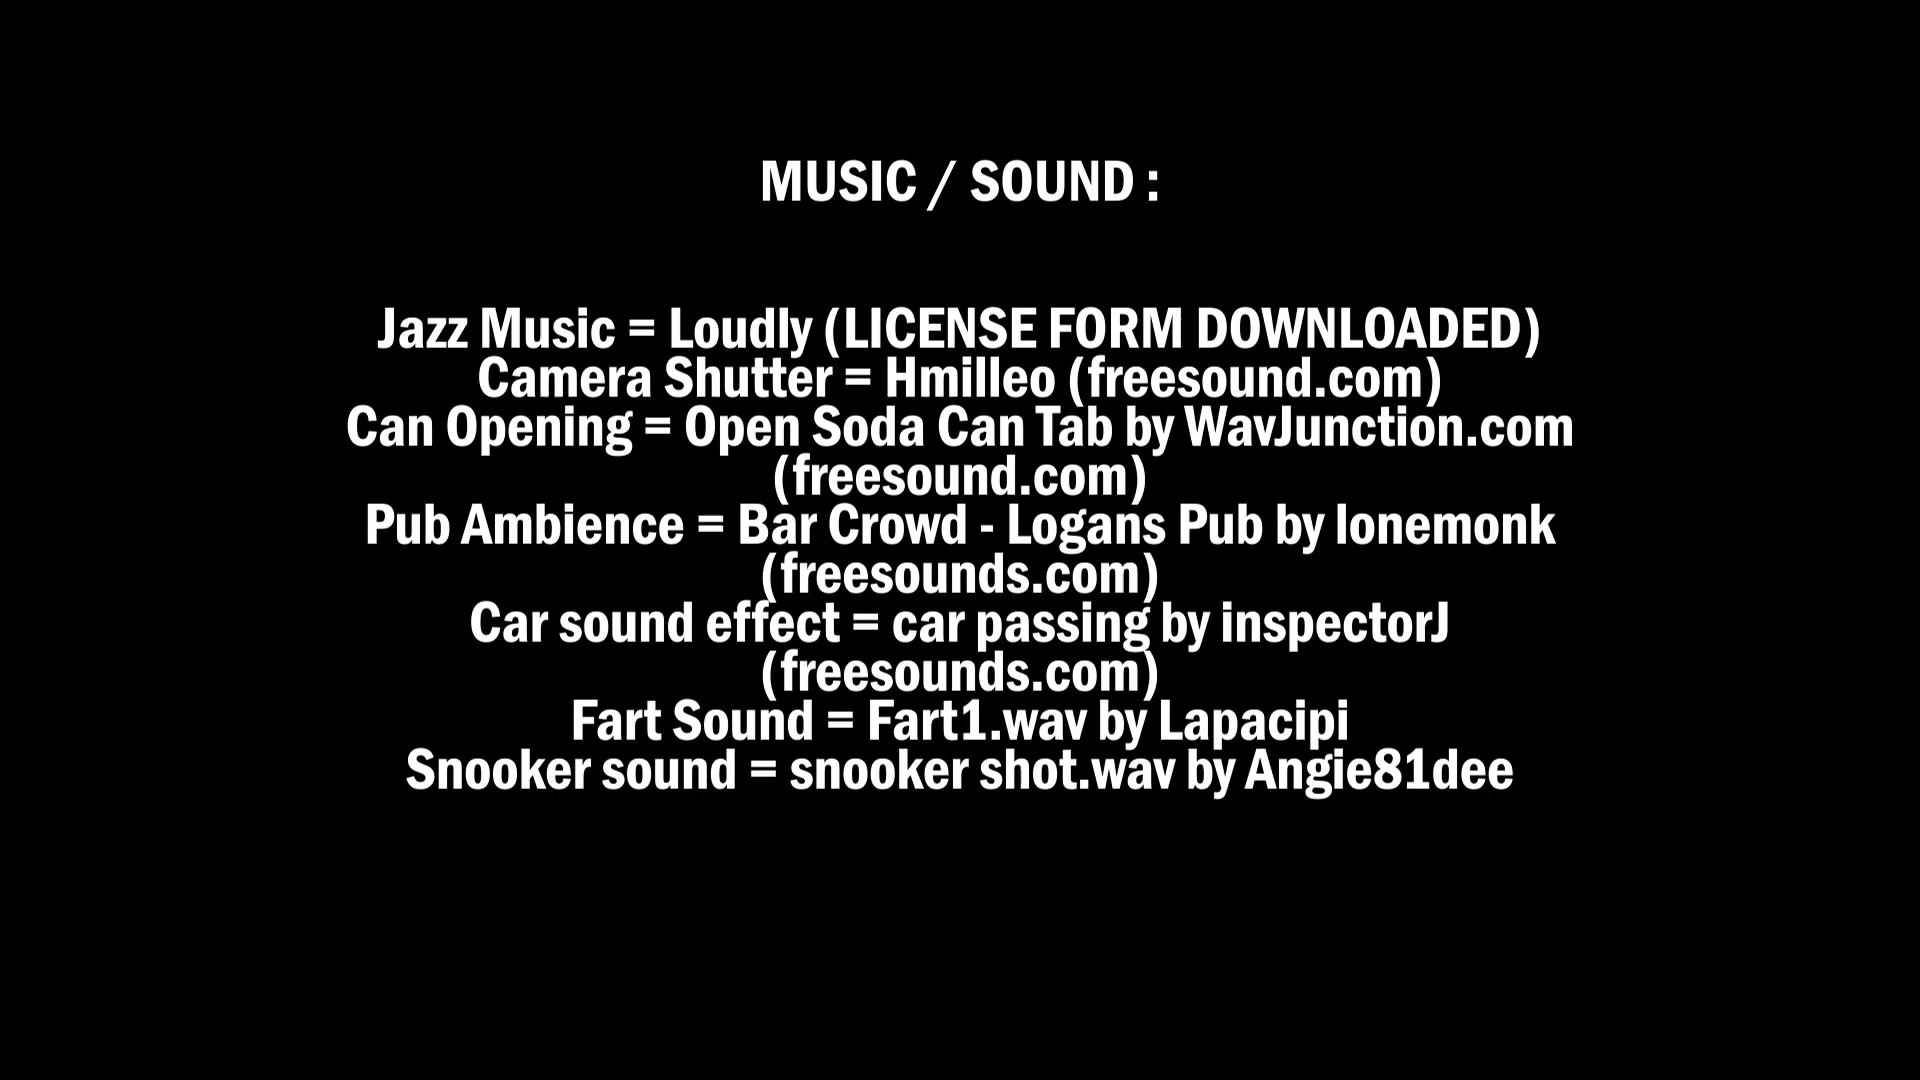 MUSIC / SOUND :
Jazz Music = Loudly (LICENSE FORM DOWNLOADED)
Camera Shutter = Hmilleo (freesound.com)
Can Opening = Open Soda Can Tab by WavJunction.com
(freesound.com)
Pub Ambience = Bar Crowd - Logans Pub by lonemonk
(freesounds.com)
Car sound effect = car passing by inspectorJ
(freesounds.com)
Fart Sound = Fart1.wav by Lapacipi
Snooker sound = snooker shot.wav by Angie81dee